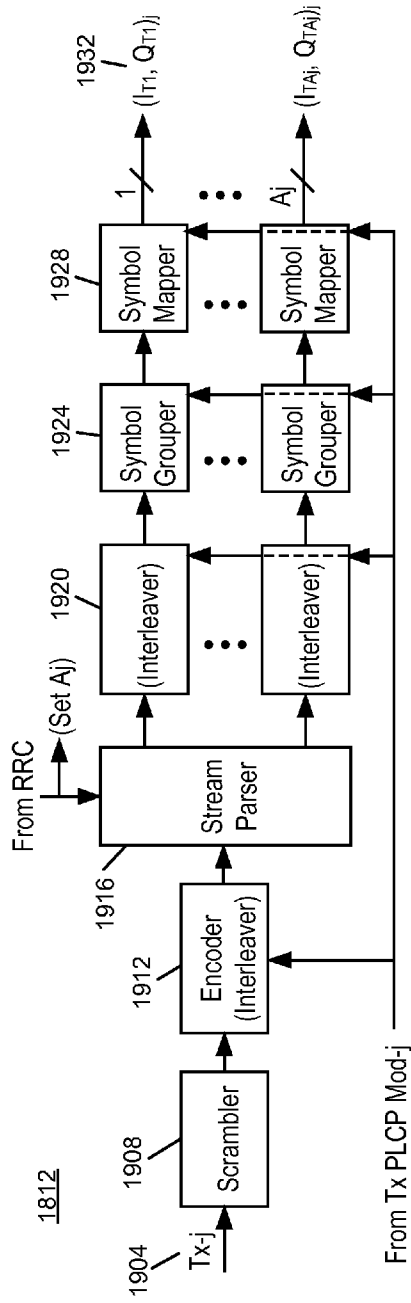 1812
1904
Tx-j
1908
Scrambler
1912
Encoder
(Interleaver)
1916
Stream
Parser
From RRC
(Set Aj)
1920
(Interleaver)
(Interleaver)
1924
Symbol
Grouper
Symbol
Grouper
1928
Symbol
Mapper
Symbol
Mapper
1
Aj
1932
(IT1, QT1)j
(ITAj, QTAj)j
From Tx PLCP Mod-j